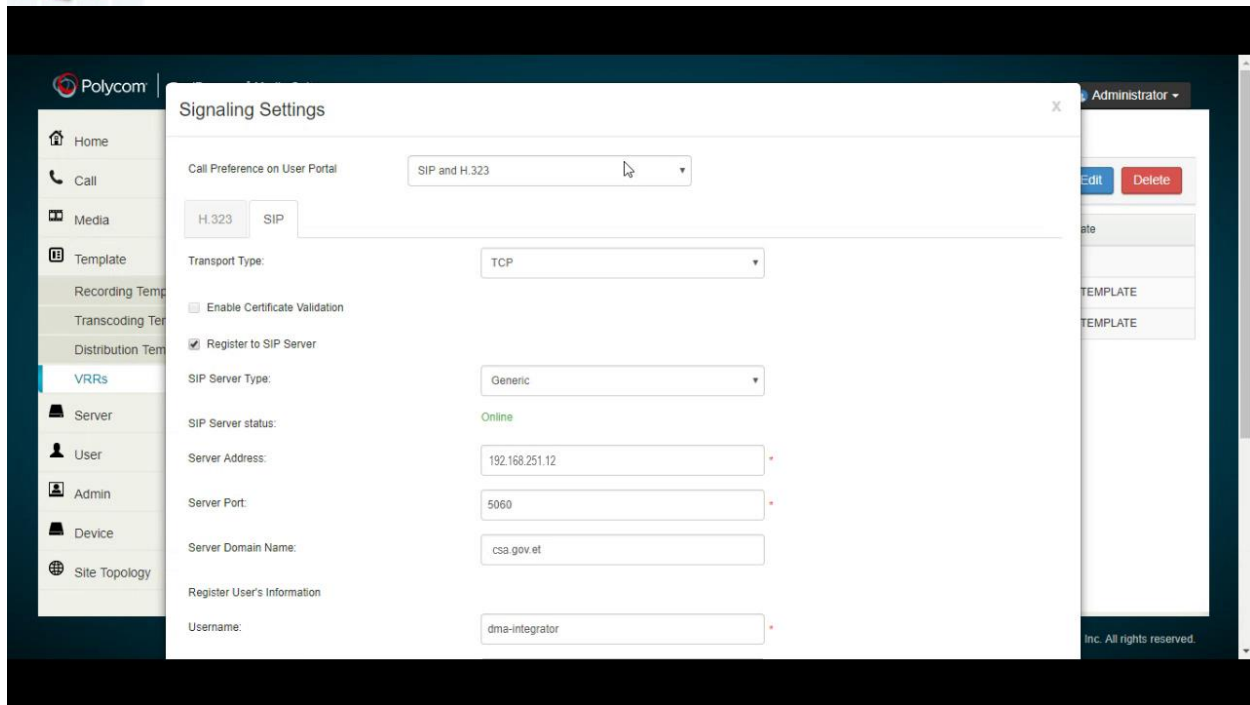 Polycom
Administrator
Signaling Settings
X
Home
Call Preference on User Portal
SIP and H.323
Call
Edit
Delete
Media
H.323
SIP
ate
Template
Transport Type:
TCP
Recording Temp
TEMPLATE
Enable Certificate Validation
Transcoding Ter
TEMPLATE
Register to SIP Server
Distribution Tem
VRRs
SIP Server Type:
Generic
Server
SIP Server status:
Online
User
Server Address:
192.168.251.12
*
Admin
Server Port:
5060
*
Device
Server Domain Name:
csa.gov.et
Site Topology
Register User's Information
Username:
dma-integrator
*
Inc. All rights reserved.